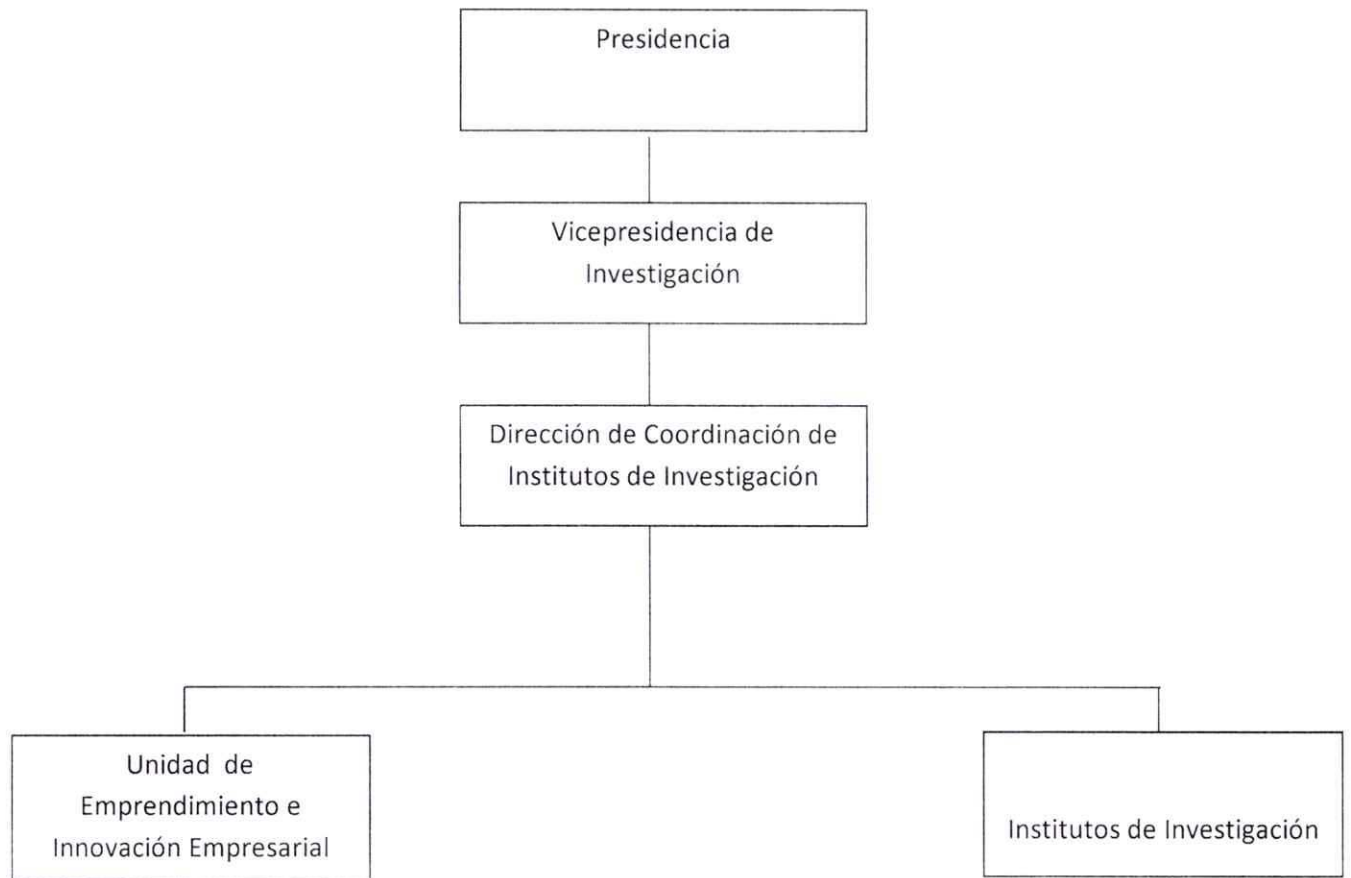 Presidencia
Vicepresidencia de
Investigación
Dirección de Coordinación de
Institutos de Investigación
Unidad de
Emprendimiento e
Innovación Empresarial
Institutos de Investigación